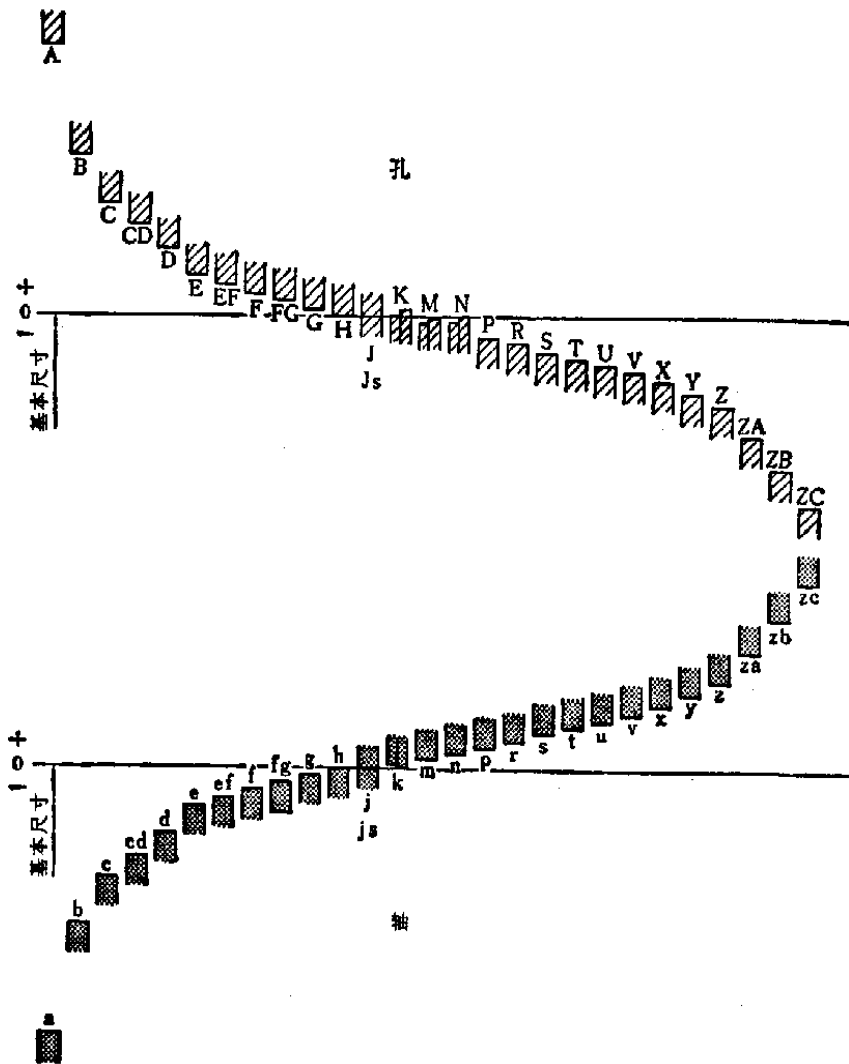 A
B
孔
C
CD
D
E
EF
F
FG
G
H
J
Js
K
M
N
P
R
S
T
U
V
X
Y
Z
ZA
ZB
ZC
+
0
-
基本尺寸
zc
zb
za
z
y
x
v
u
t
s
r
p
n
m
k
j
js
h
g
fg
f
ef
e
d
cd
c
b
a
+
0
-
基本尺寸
轴